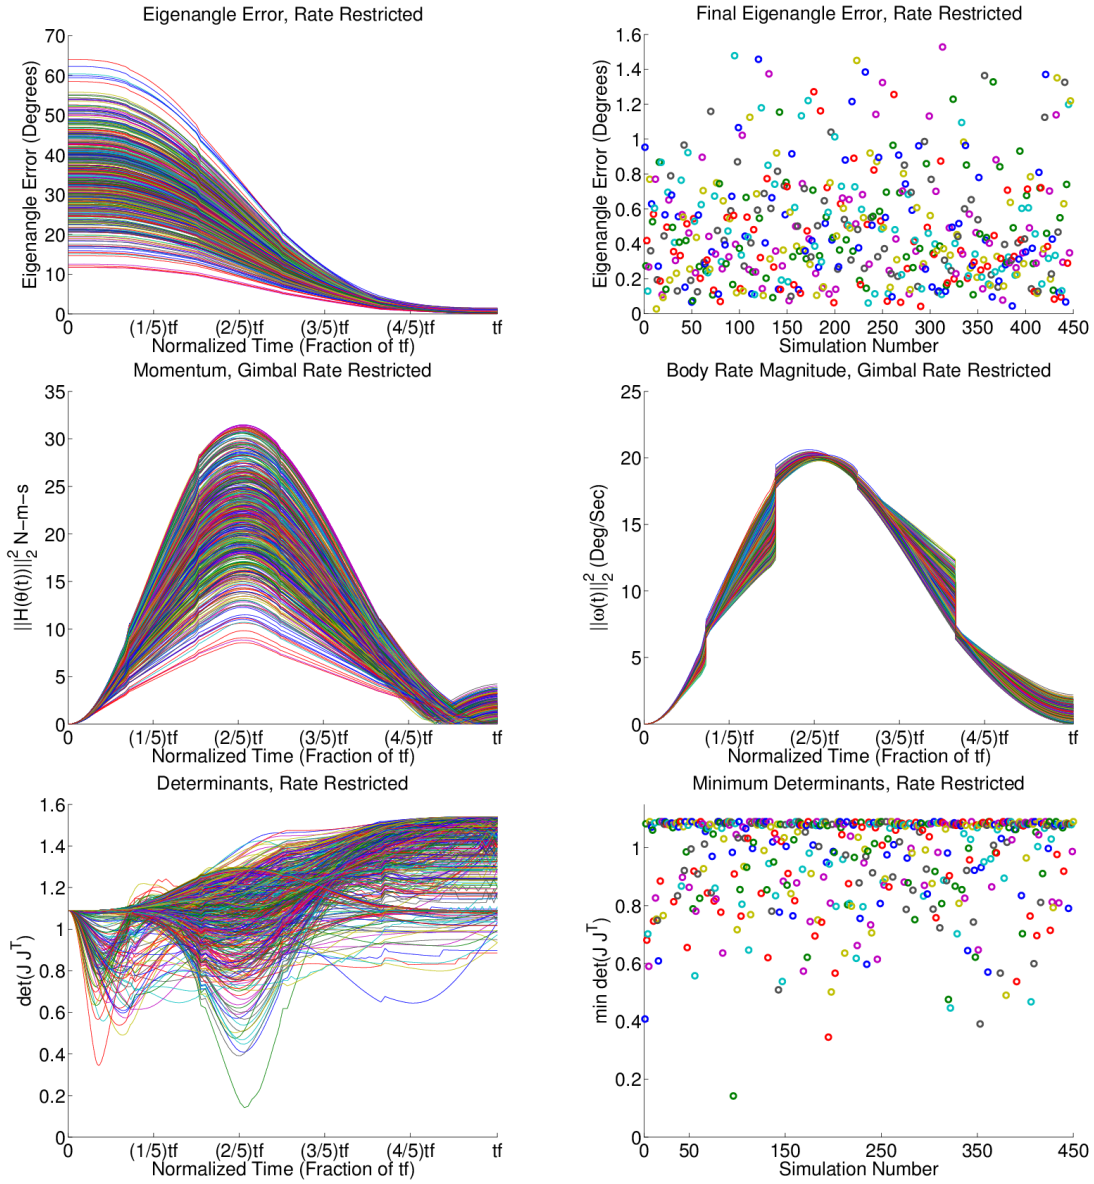 Eigenangle Error, Rate Restricted
Eigenangle Error (Degrees)
70
60
50
40
30
20
10
0
0 (1/5)tf (2/5)tf (3/5)tf (4/5)tf tf
Normalized Time (Fraction of tf)
Final Eigenangle Error, Rate Restricted
Eigenangle Error (Degrees)
1.6
1.4
1.2
1
0.8
0.6
0.4
0.2
0
0 50 100 150 200 250 300 350 400 450
Simulation Number
Momentum, Gimbal Rate Restricted
||H(θ(t))||₂² N−m−s
35
30
25
20
15
10
5
0
0 (1/5)tf (2/5)tf (3/5)tf (4/5)tf tf
Normalized Time (Fraction of tf)
Body Rate Magnitude, Gimbal Rate Restricted
||ω(t)||₂² (Deg/Sec)
25
20
15
10
5
0
0 (1/5)tf (2/5)tf (3/5)tf (4/5)tf tf
Normalized Time (Fraction of tf)
Determinants, Rate Restricted
det(J Jᵀ)
1.6
1.4
1.2
1
0.8
0.6
0.4
0.2
0
0 (1/5)tf (2/5)tf (3/5)tf (4/5)tf tf
Normalized Time (Fraction of tf)
Minimum Determinants, Rate Restricted
min det(J Jᵀ)
1
0.8
0.6
0.4
0.2
0
50 150 250 350 450
Simulation Number